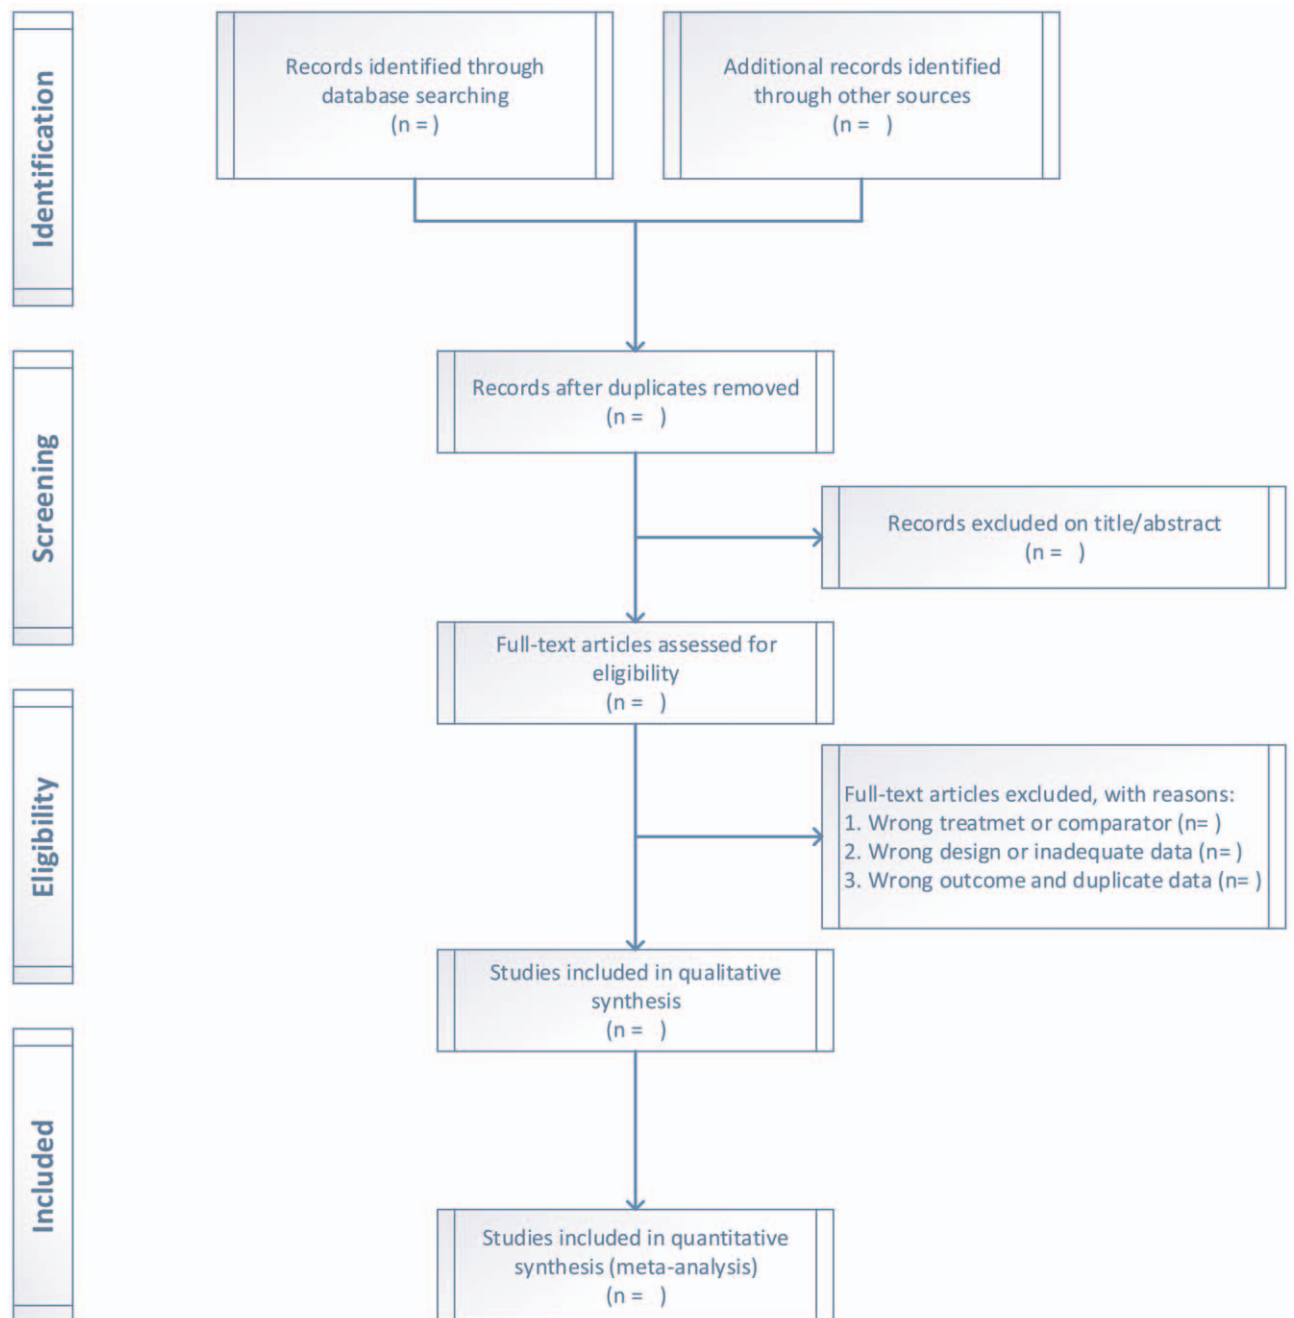 Identification
Records identified through
database searching
(n = )
Additional records identified
through other sources
(n =   )
Screening
Records after duplicates removed
(n =   )
Records excluded on title/abstract
(n =   )
Full-text articles assessed for
eligibility
(n =   )
Eligibility
Full-text articles excluded, with reasons:
1. Wrong treatmet or comparator (n= )
2. Wrong design or inadequate data (n= )
3. Wrong outcome and duplicate data (n= )
Studies included in qualitative
synthesis
(n =   )
Included
Studies included in quantitative
synthesis (meta-analysis)
(n =   )